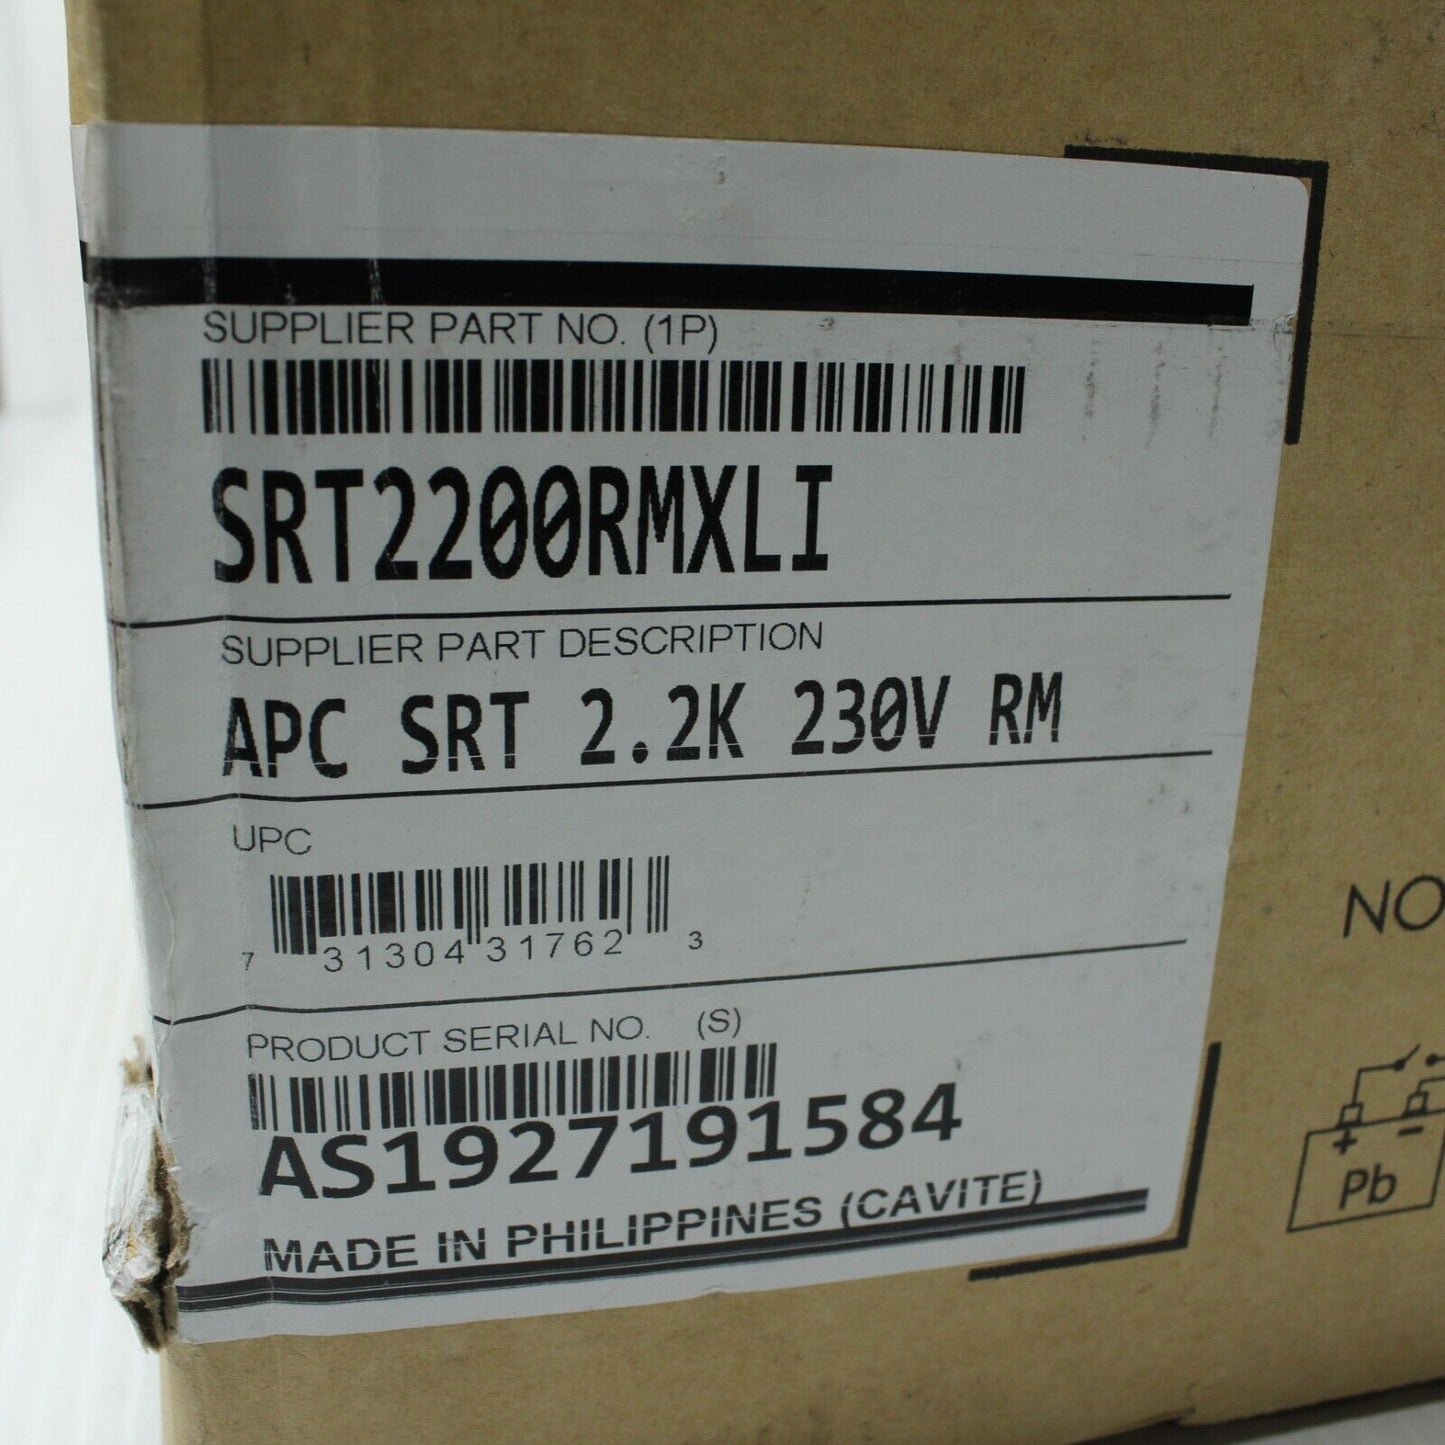 SUPPLIER PART NO. (1P)
SRT2200RMXLI
SUPPLIER PART DESCRIPTION
APC SRT 2.2K 230V RM
UPC
7 31304 31762 3
PRODUCT SERIAL NO. (S)
AS1927191584
MADE IN PHILIPPINES (CAVITE)
NO
+ -
Pb